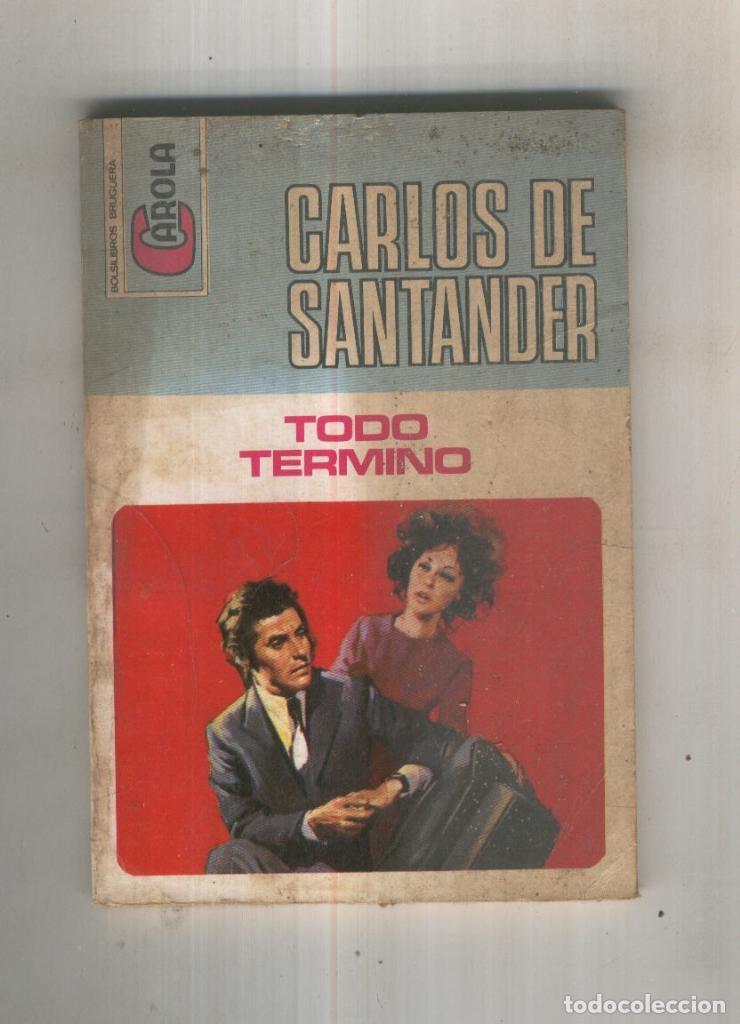 BOLSILIBROS BRUGUERA
CAROLA
CARLOS DE
SANTANDER
TODO
TERMINO
todocoleccion